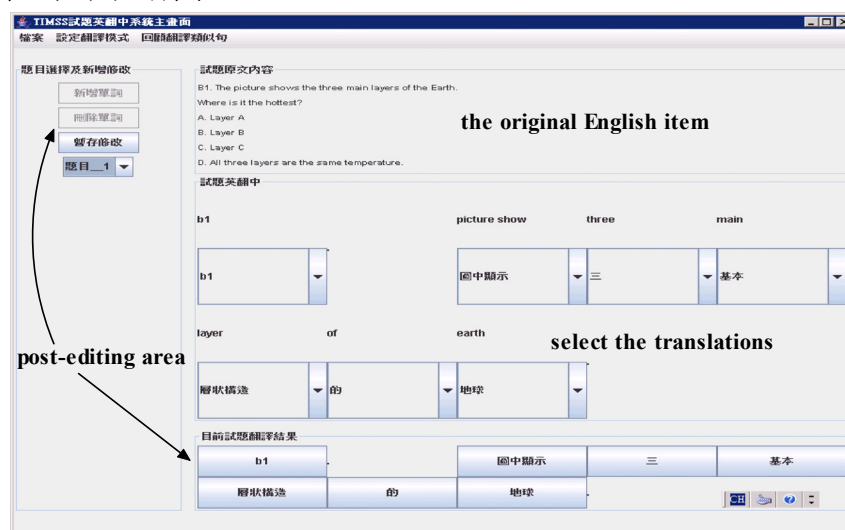 TIMSS試題英翻中系統主畫面
檔案 設定翻譯模式 回顧翻譯類似句
題目選擇及新增修改
新增單詞
刪除單詞
暫存修改
題目__1
試題原文內容
B1. The picture shows the three main layers of the Earth.
Where is it the hottest?
A. Layer A
B. Layer B
C. Layer C
D. All three layers are the same temperature.
the original English item
試題英翻中
b1 picture show three main
b1 圖中顯示 三 基本
layer of earth
select the translations
post-editing area
層狀構造 的 地球
目前試題翻譯結果
b1 . 圖中顯示 三 基本
層狀構造 的 地球 .
CH